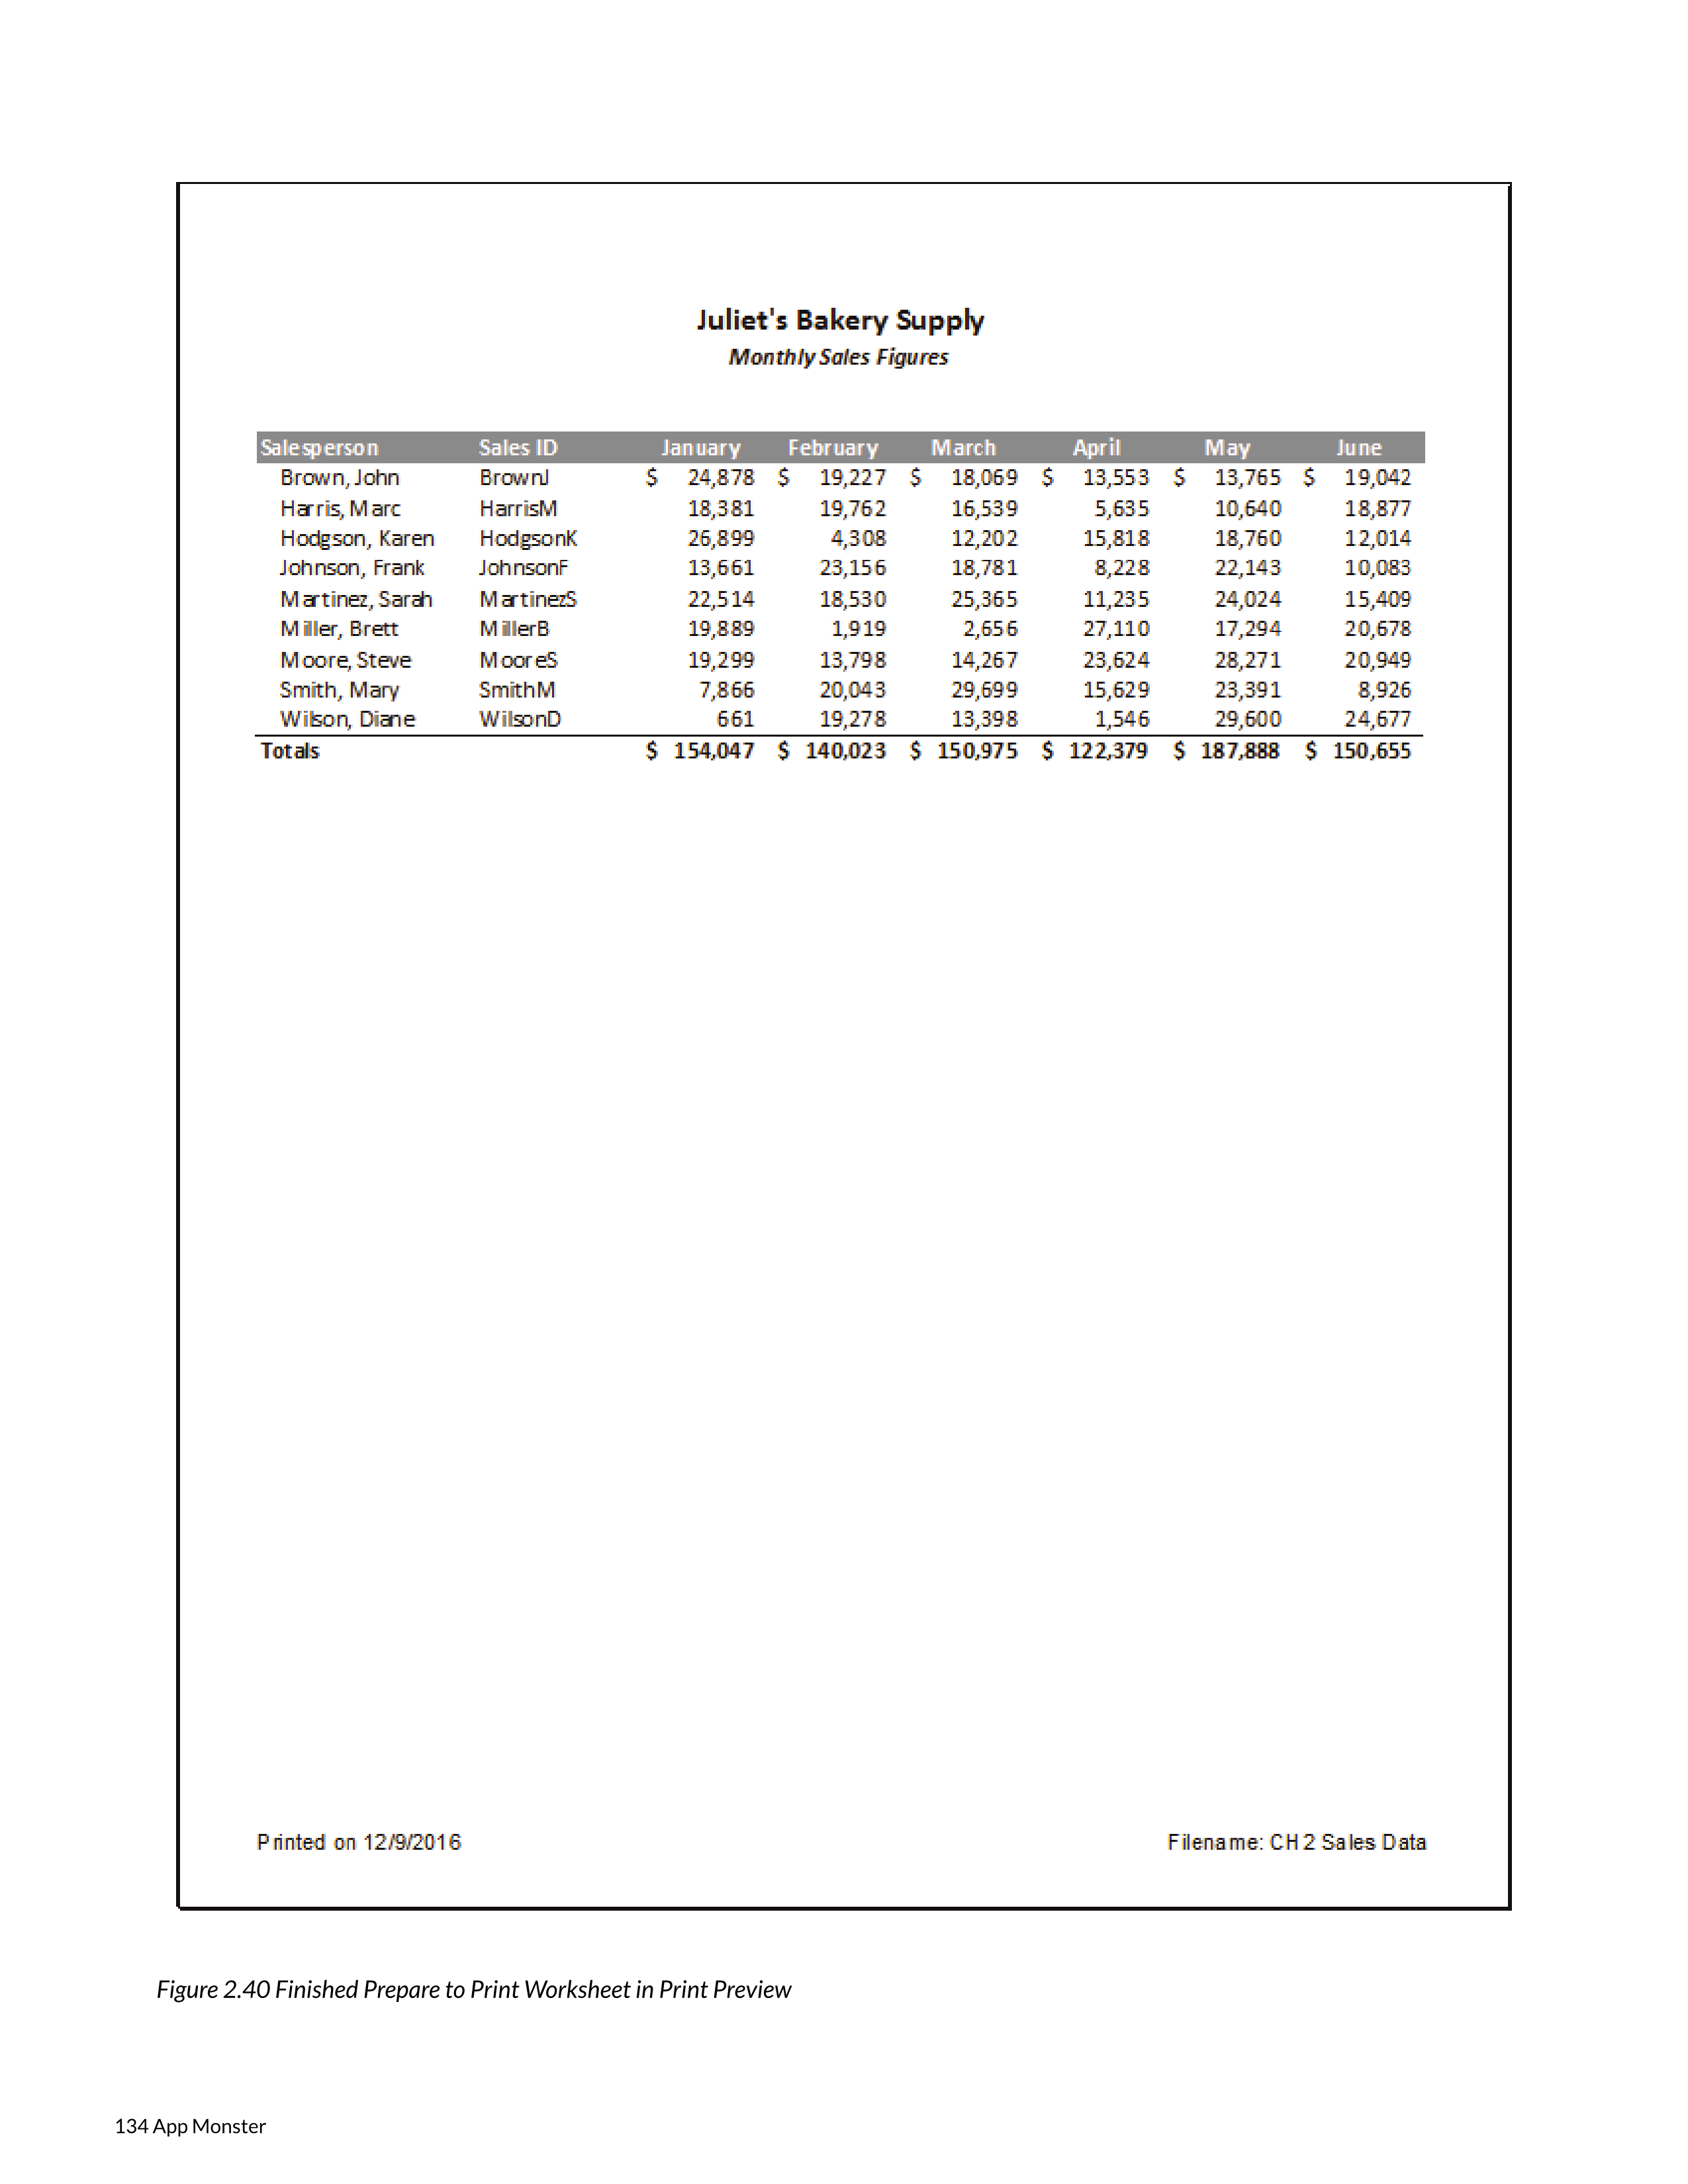 Juliet's Bakery Supply
Monthly Sales Figures
Salesperson Sales ID January February March April May June
Brown, John BrownJ $ 24,878 $ 19,227 $ 18,069 $ 13,553 $ 13,765 $ 19,042
Harris, Marc HarrisM 18,381 19,762 16,539 5,635 10,640 18,877
Hodgson, Karen HodgsonK 26,899 4,308 12,202 15,818 18,760 12,014
Johnson, Frank JohnsonF 13,661 23,156 18,781 8,228 22,143 10,083
Martinez, Sarah MartinezS 22,514 18,530 25,365 11,235 24,024 15,409
Miller, Brett MillerB 19,889 1,919 2,656 27,110 17,294 20,678
Moore, Steve MooreS 19,299 13,798 14,267 23,624 28,271 20,949
Smith, Mary SmithM 7,866 20,043 29,699 15,629 23,391 8,926
Wilson, Diane WilsonD 661 19,278 13,398 1,546 29,600 24,677
Totals $ 154,047 $ 140,023 $ 150,975 $ 122,379 $ 187,888 $ 150,655
Printed on 12/9/2016 Filename: CH2 Sales Data
Figure 2.40 Finished Prepare to Print Worksheet in Print Preview
134 App Monster